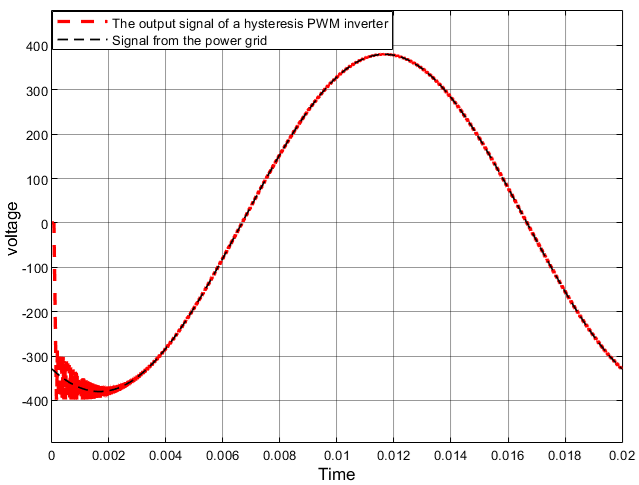 The output signal of a hysteresis PWM inverter
Signal from the power grid
400
300
200
100
0
-100
-200
-300
-400
voltage
0 0.002 0.004 0.006 0.008 0.01 0.012 0.014 0.016 0.018 0.02
Time